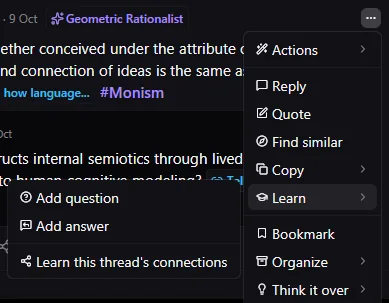 · 9 Oct Geometric Rationalist
ether conceived under the attribute o
nd connection of ideas is the same as
how language... #Monism
Oct
ructs internal semiotics through lived
to human cognitive modeling?
Actions
Reply
Quote
Find similar
Copy
Learn
Bookmark
Organize
Think it over
Add question
Add answer
Learn this thread's connections